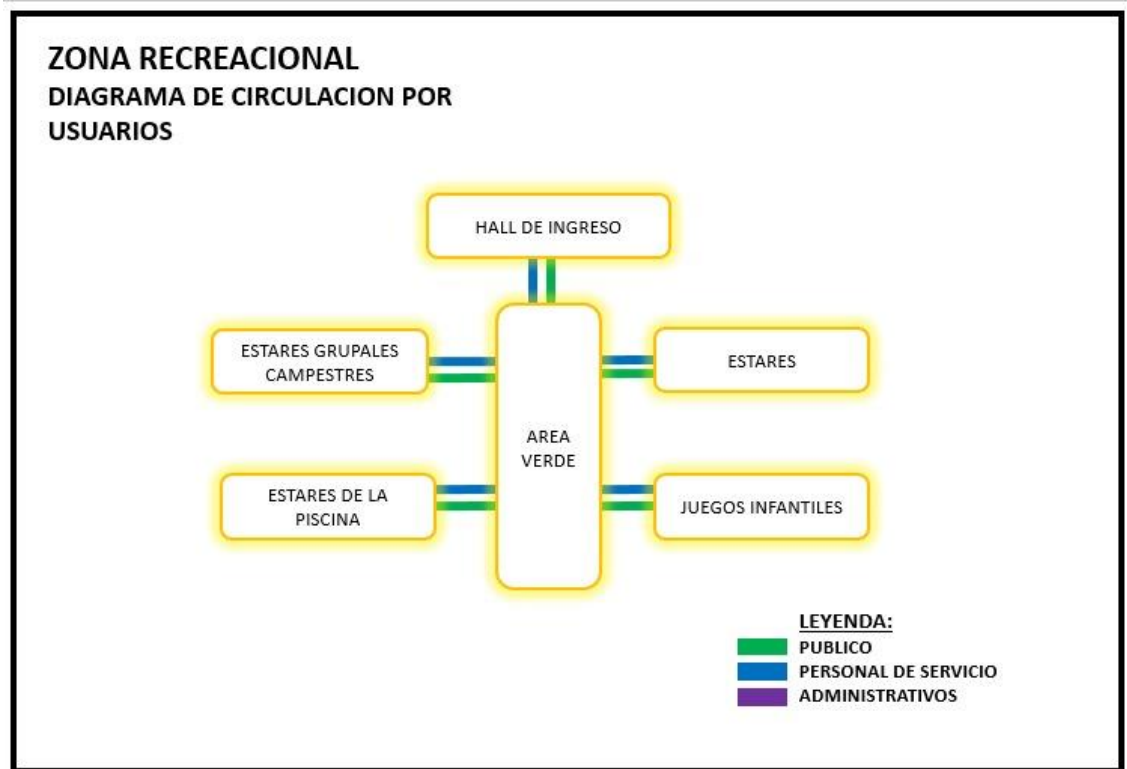 ZONA RECREACIONAL
DIAGRAMA DE CIRCULACION POR
USUARIOS
HALL DE INGRESO
ESTARES GRUPALES
CAMPESTRES
ESTARES
AREA
VERDE
ESTARES DE LA
PISCINA
JUEGOS INFANTILES
LEYENDA:
PUBLICO
PERSONAL DE SERVICIO
ADMINISTRATIVOS